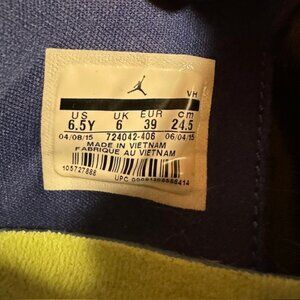 VH
US UK EUR cm
6.5Y 6 39 24.5
04/08/15 724042-406 06/04/15
MADE IN VIETNAM
FABRIQUE AU VIETNAM
105727888
UPC